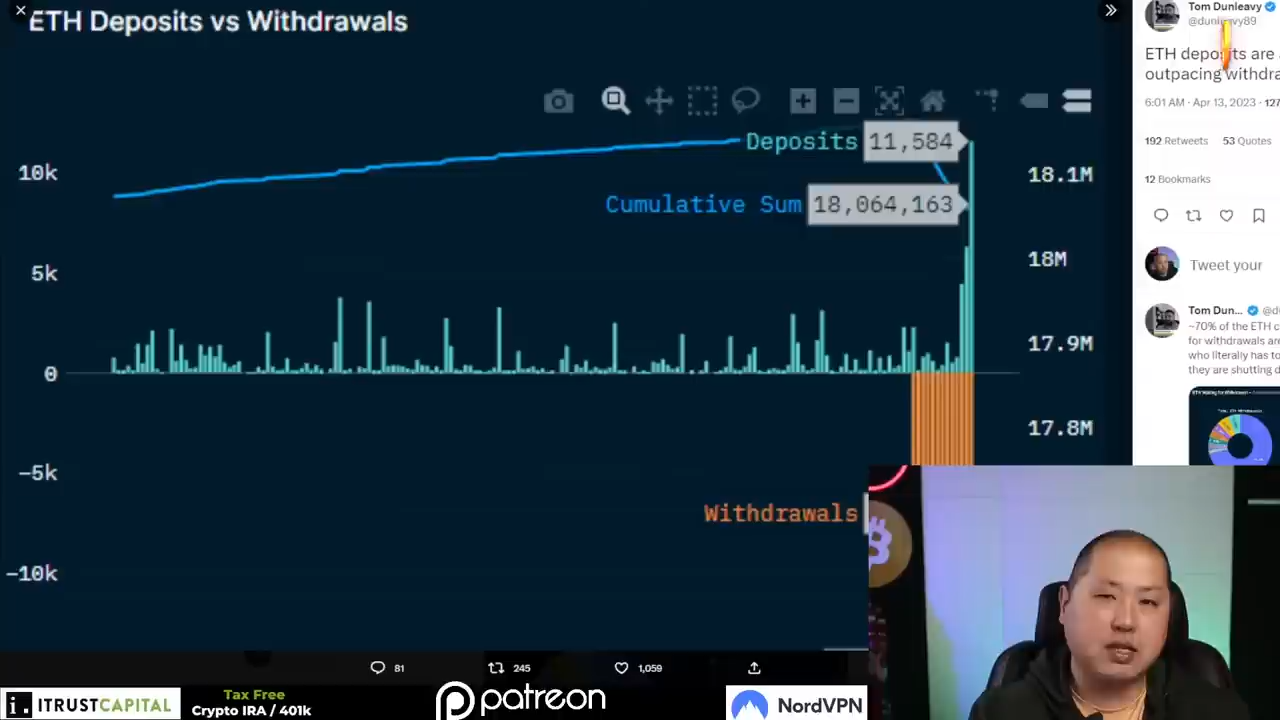 ETH Deposits vs Withdrawals
Deposits 11,584
Cumulative Sum 18,064,163
Withdrawals
10k
5k
0
−5k
−10k
18.1M
18M
17.9M
17.8M
Tom Dunleavy
@dunleavy89
ETH deposits are
outpacing
6:01 AM · Apr 13, 2023 ·
192 Retweets 53 Quotes
12 Bookmarks
Tweet your
Tom Dun...
~70% of the ETH
for withdrawals are
who literally has to
they are shutting
81 245 1,059
i. ITRUSTCAPITAL
Tax Free
Crypto IRA / 401k
patreon
NordVPN